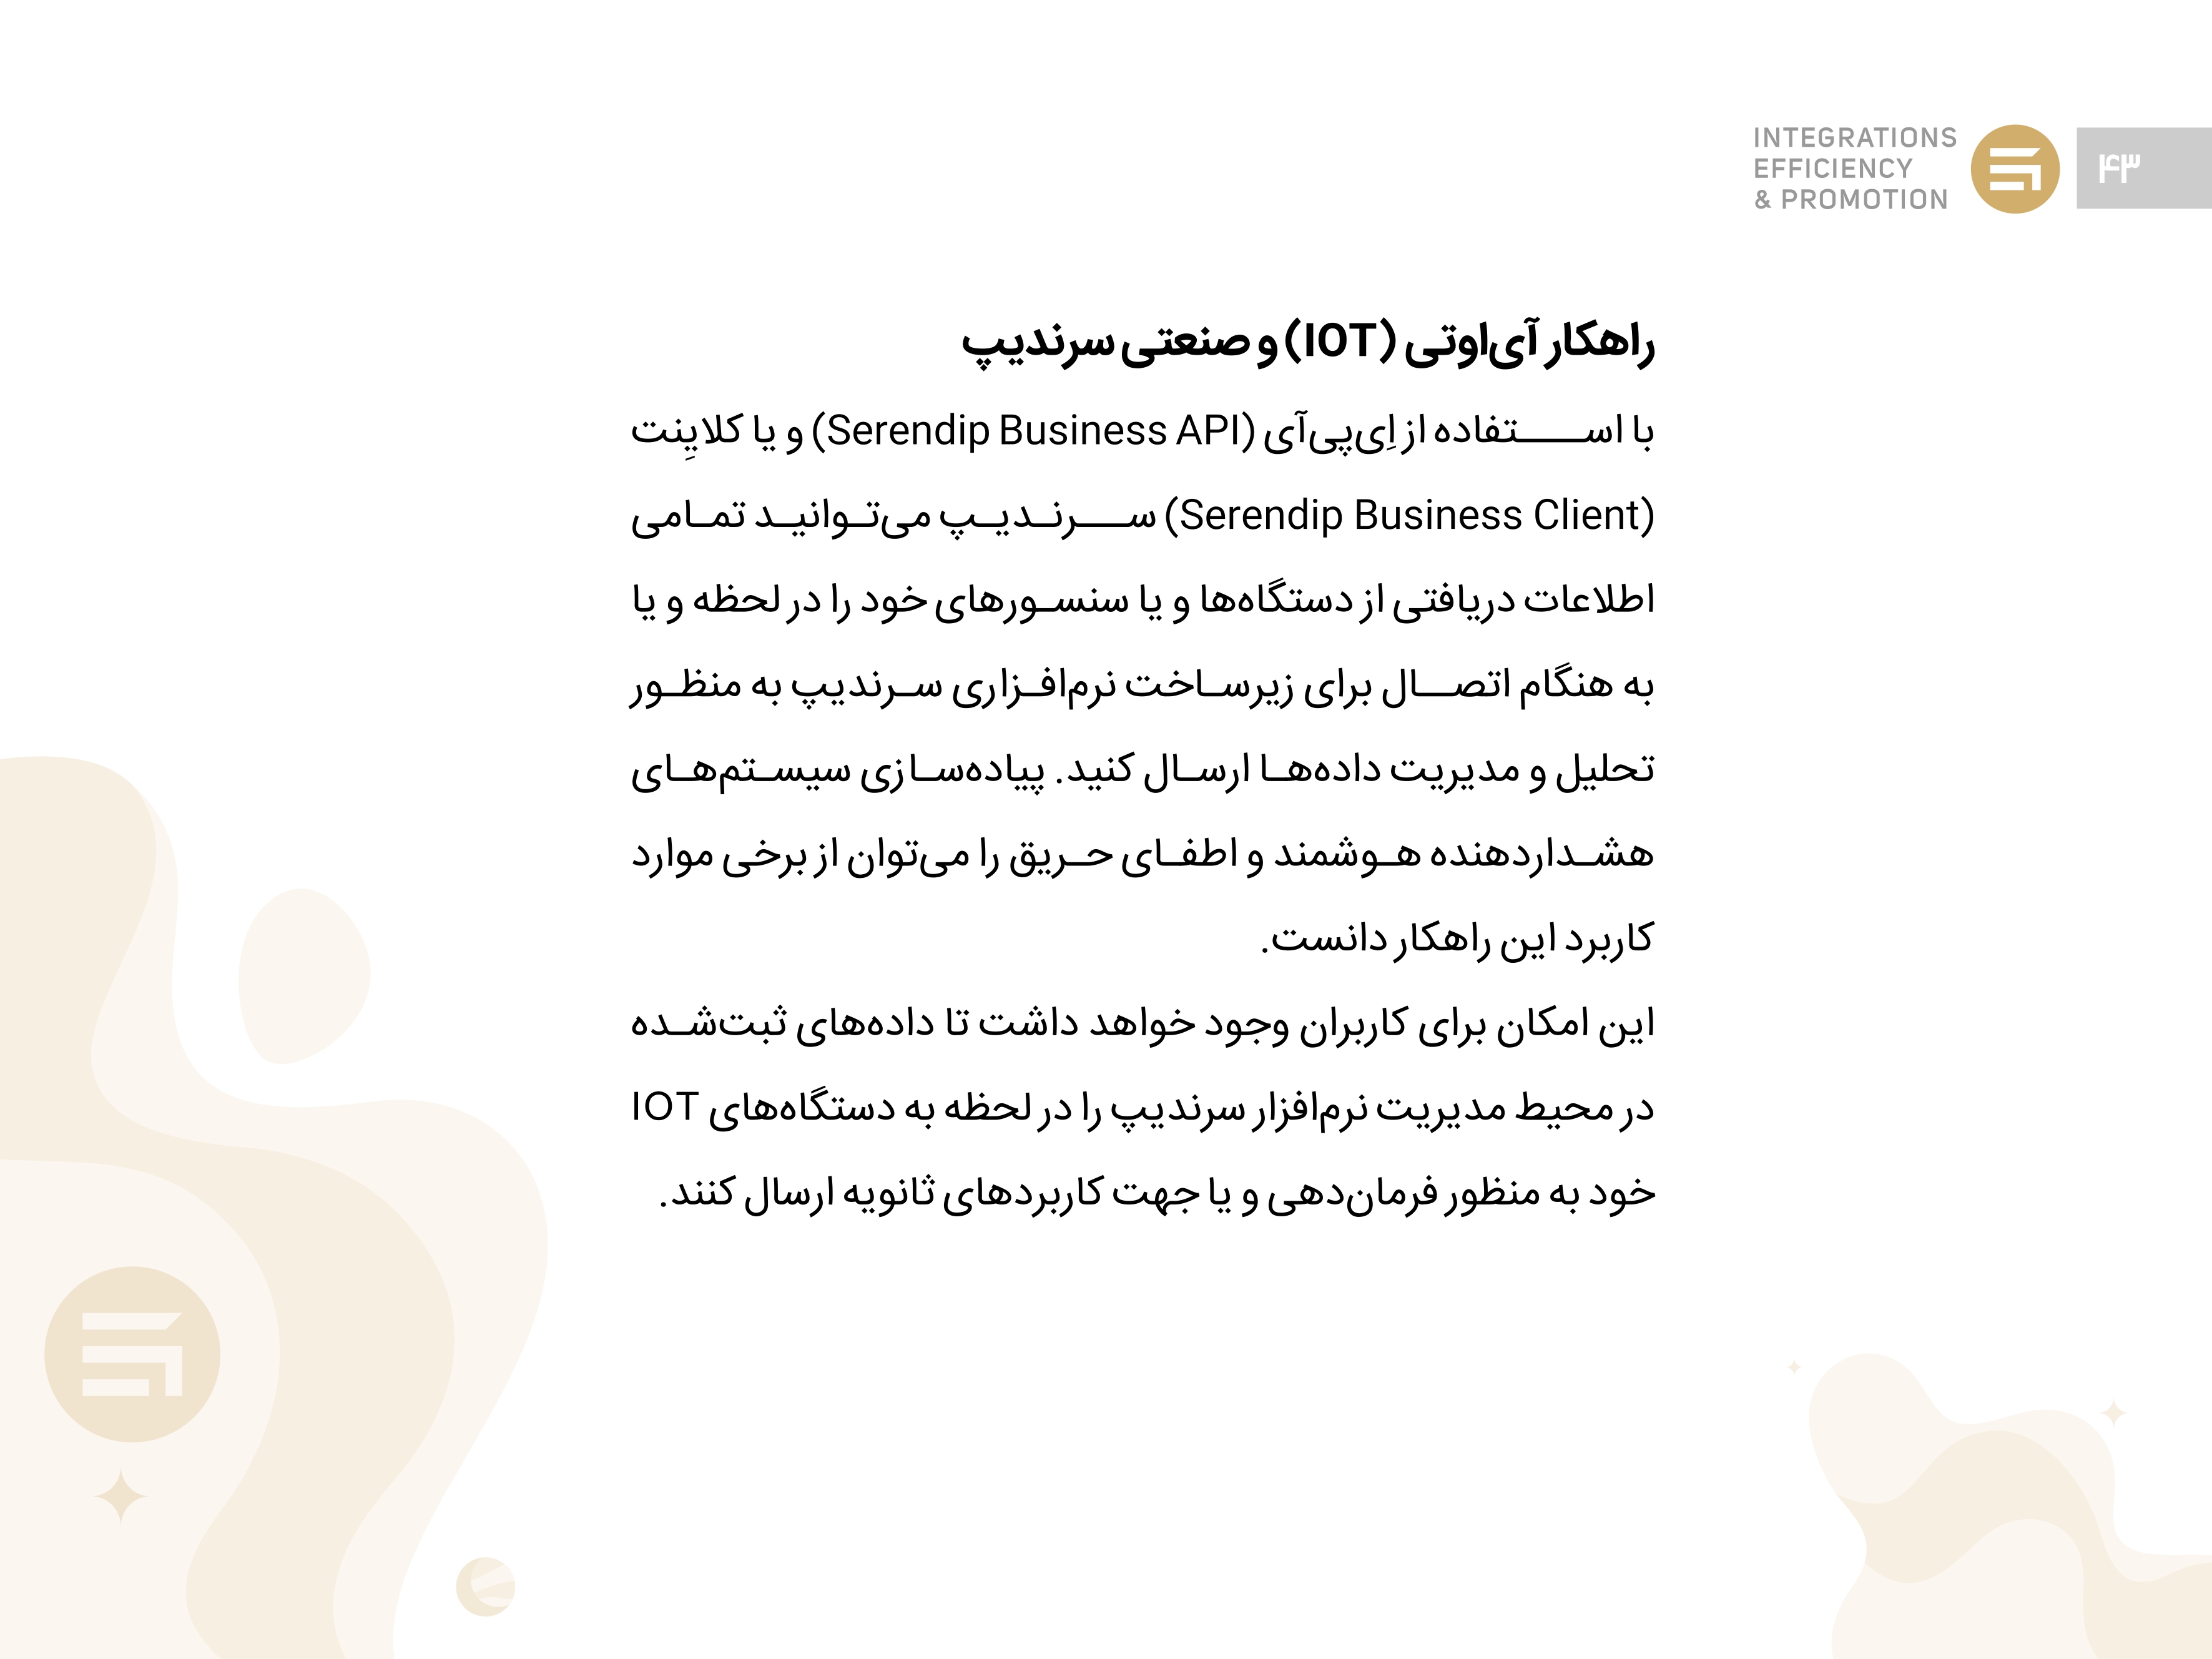 INTEGRATIONS
EFFICIENCY
& PROMOTION
۴۳
راهکار آی‌اوتی (IOT) و صنعتی سرندیپ
با استفاده از اِی‌پی‌آی (Serendip Business API) و یا کلایِنت
(Serendip Business Client) سرندیپ می‌توانید تمامی
اطلاعات دریافتی از دستگاه‌ها و یا سنسورهای خود را در لحظه و یا
به هنگام اتصال برای زیرساخت نرم‌افزاری سرندیپ به منظور
تحلیل و مدیریت داده‌ها ارسال کنید. پیاده‌سازی سیستم‌های
هشداردهنده هوشمند و اطفای حریق را می‌توان از برخی موارد
کاربرد این راهکار دانست.
این امکان برای کاربران وجود خواهد داشت تا داده‌های ثبت‌شده
در محیط مدیریت نرم‌افزار سرندیپ را در لحظه به دستگاه‌های IOT
خود به منظور فرمان‌دهی و یا جهت کاربردهای ثانویه ارسال کنند.